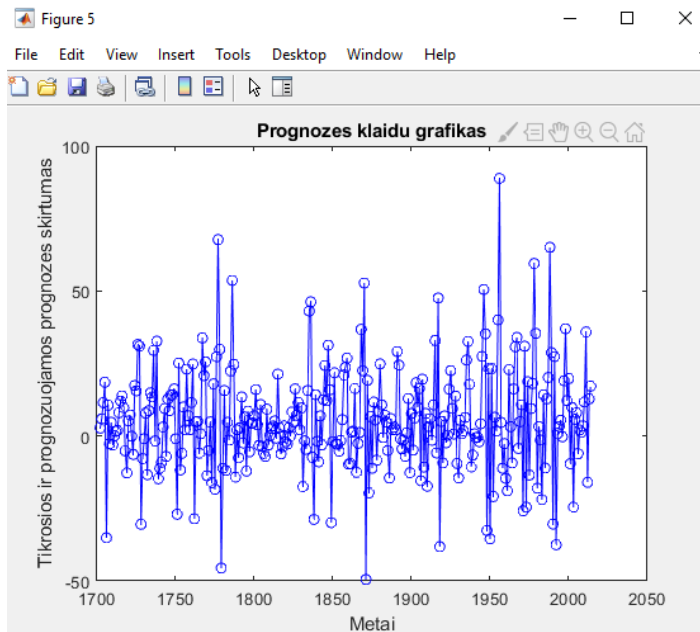 Figure 5
File Edit View Insert Tools Desktop Window Help
Prognozes klaidu grafikas
Tikrosios ir prognozuojamos prognozes skirtumas
100
50
0
-50
1700 1750 1800 1850 1900 1950 2000 2050
Metai